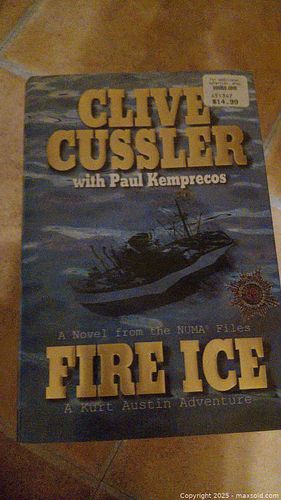 CLIVE
CUSSLER
with Paul Kemprecos
$14.99
A Novel from the NUMA® Files
FIRE ICE
A Kurt Austin Adventure
Copyright 2025 - maxsold.com